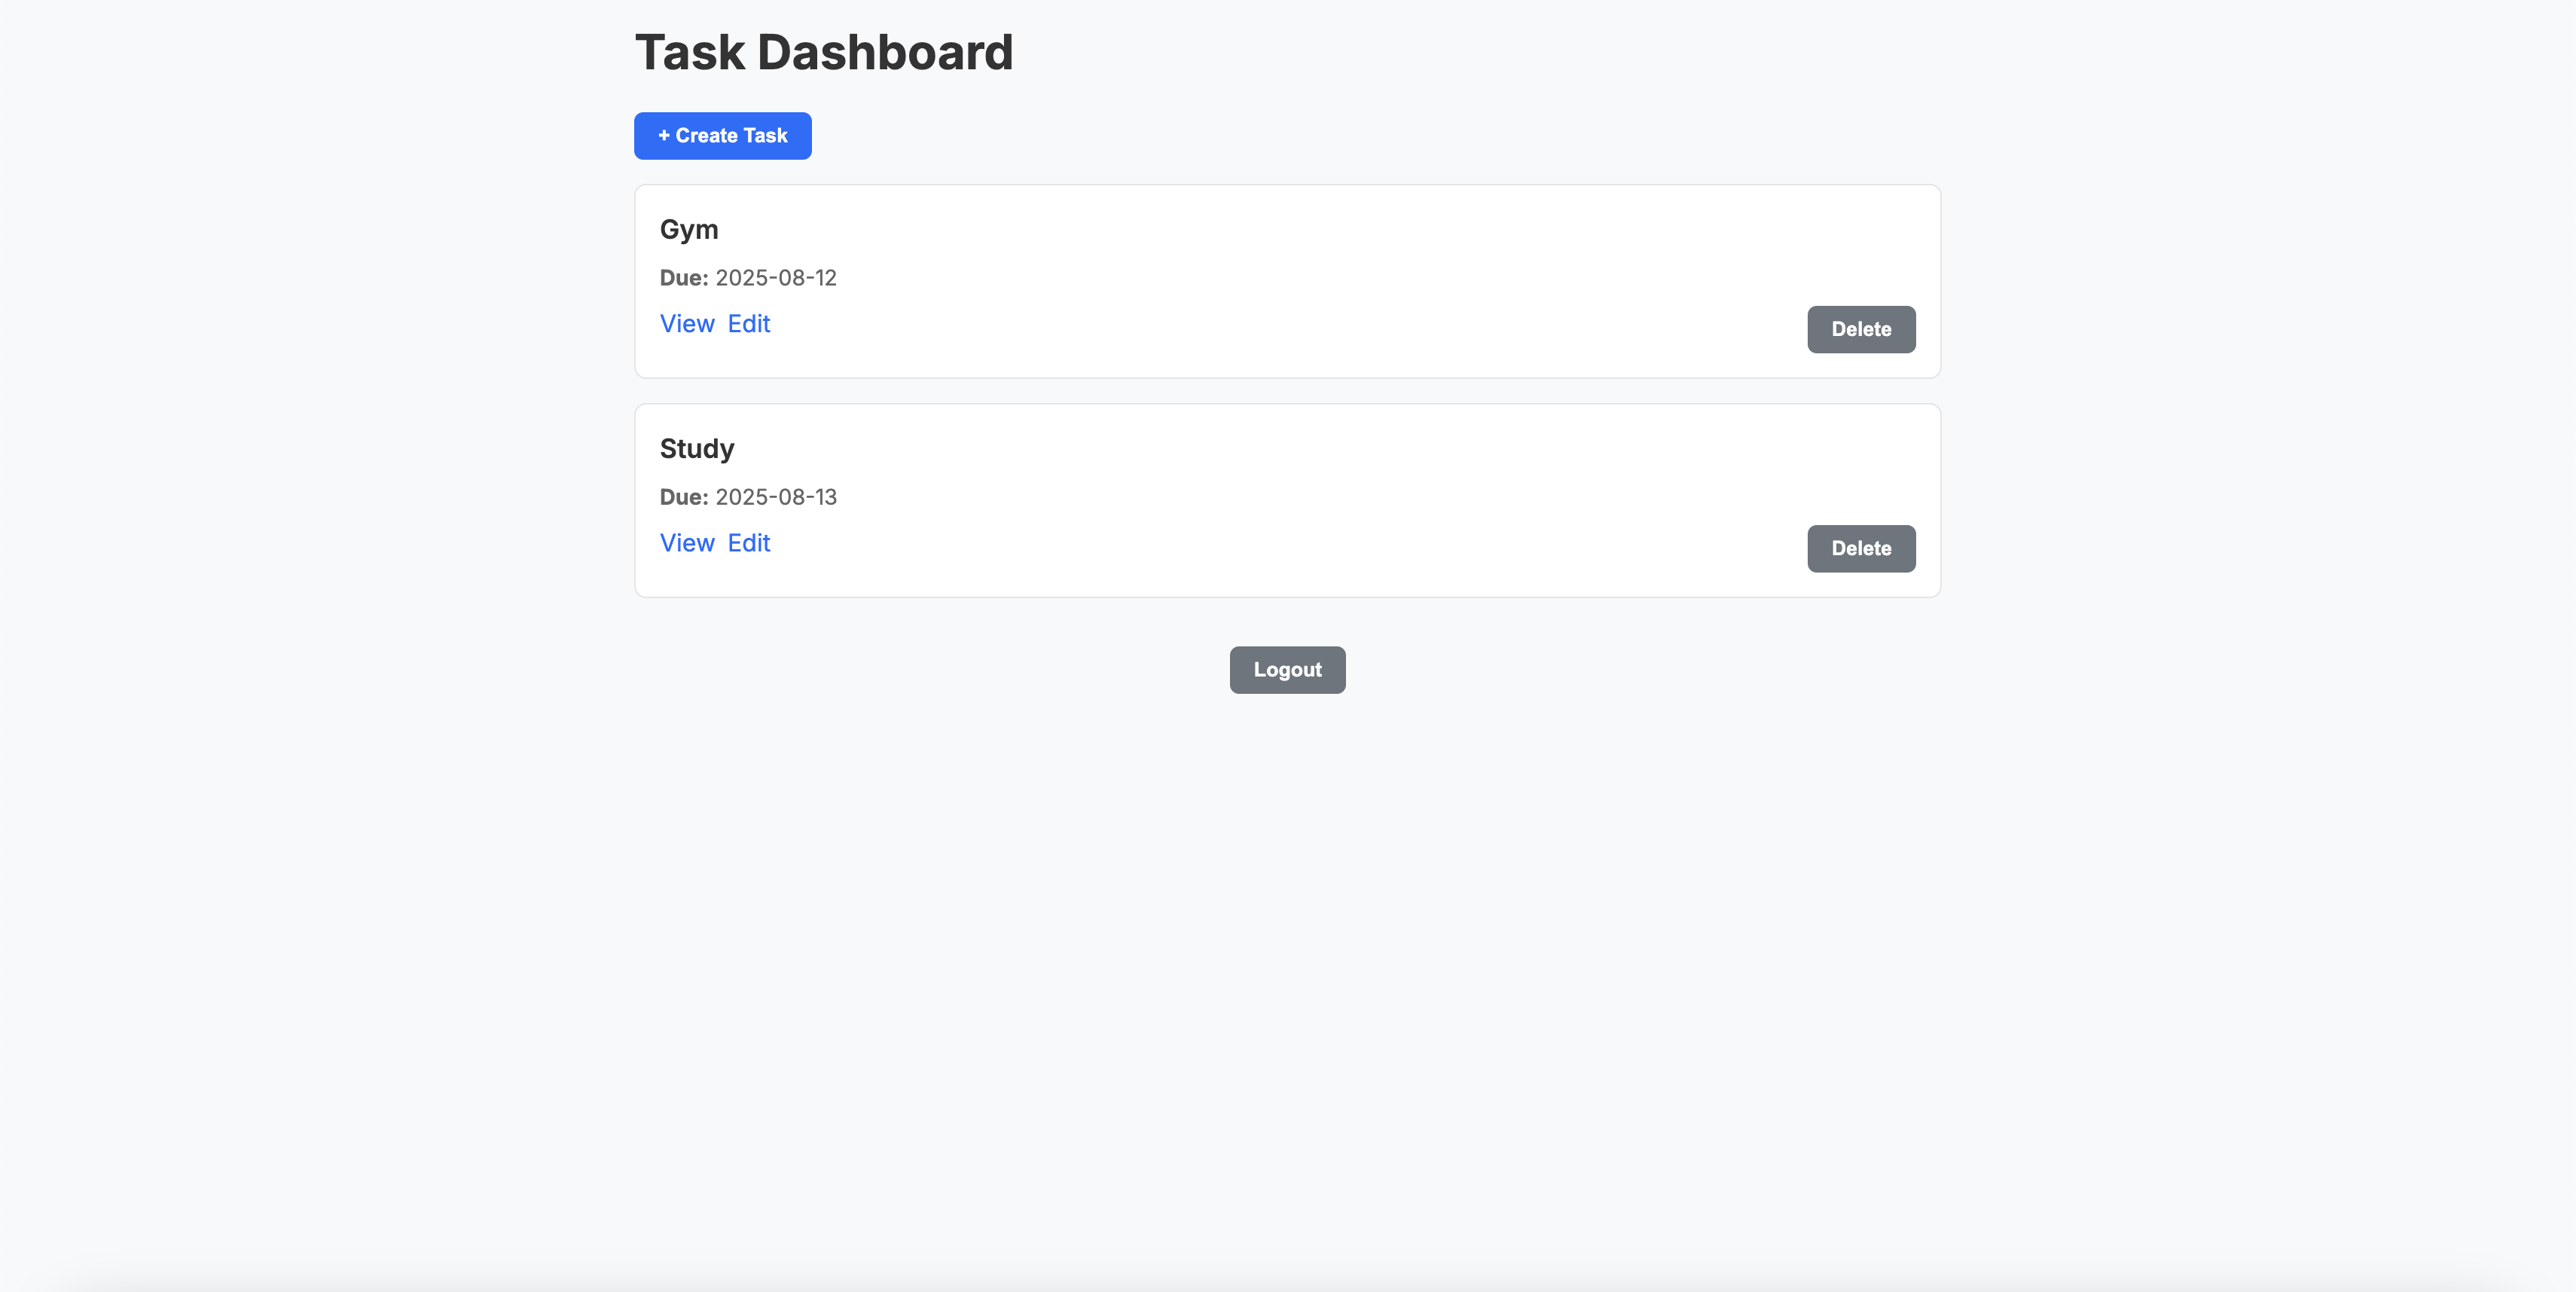 Task Dashboard
+ Create Task
Gym
Due: 2025-08-12
View Edit
Delete
Study
Due: 2025-08-13
View Edit
Delete
Logout